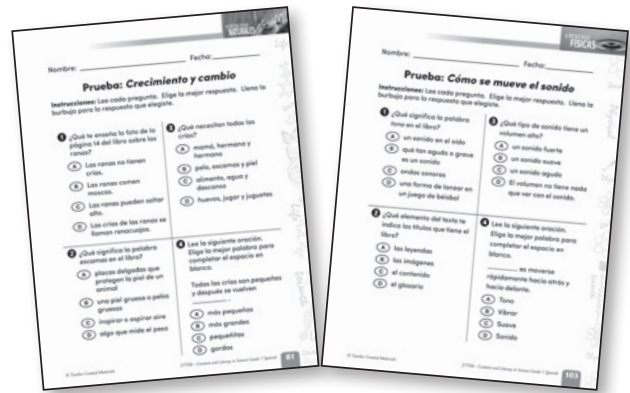 CIENCIAS
NATURALES
Nombre: Fecha:
Prueba: Crecimiento y cambio
Instrucciones: Lee cada pregunta. Elige la mejor respuesta. Llena la
burbuja para la respuesta que elegiste.
1 ¿Qué te enseña la foto de la
página 14 del libro sobre las
ranas?
A Las ranas no tienen
crías.
B Las ranas comen
moscas.
C Las ranas pueden saltar
alto.
D Las crías de las ranas se
llaman renacuajos.
2 ¿Qué significa la palabra
escamas en el libro?
A placas delgadas que
protegen la piel de un
animal
B una piel gruesa o pelos
gruesos
C inspirar o aspirar aire
D algo que mide el peso
3 ¿Qué necesitan todas las
crías?
A mamá, hermana y
hermano
B pelo, escamas y piel
C alimento, agua y
descanso
D huevos, jugar y juguetes
4 Lee la siguiente oración.
Elige la mejor palabra para
completar el espacio en
blanco.
Todas las crías son pequeñas
y después se vuelven
.
A más pequeñas
B más grandes
C pequeñitas
D gordas
© Teacher Created Materials
81
CIENCIAS
FÍSICAS
Nombre: Fecha:
Prueba: Cómo se mueve el sonido
Instrucciones: Lee cada pregunta. Elige la mejor respuesta. Llena la
burbuja para la respuesta que elegiste.
1 ¿Qué significa la palabra
tono en el libro?
A un sonido en el oído
B qué tan agudo o grave
es un sonido
C ondas sonoras
D una forma de lanzar en
un juego de béisbol
2 ¿Qué elemento del texto te
indica los títulos que tiene el
libro?
A las leyendas
B las imágenes
C el contenido
D el glosario
3 ¿Qué tipo de sonido tiene un
volumen alto?
A un sonido fuerte
B un sonido suave
C un sonido agudo
D El volumen no tiene nada
que ver con el sonido.
4 Lee la siguiente oración.
Elige la mejor palabra para
completar el espacio en
blanco.
es moverse
rápidamente hacia atrás y
hacia delante.
A Tono
B Vibrar
C Suave
D Sonido
© Teacher Created Materials
103